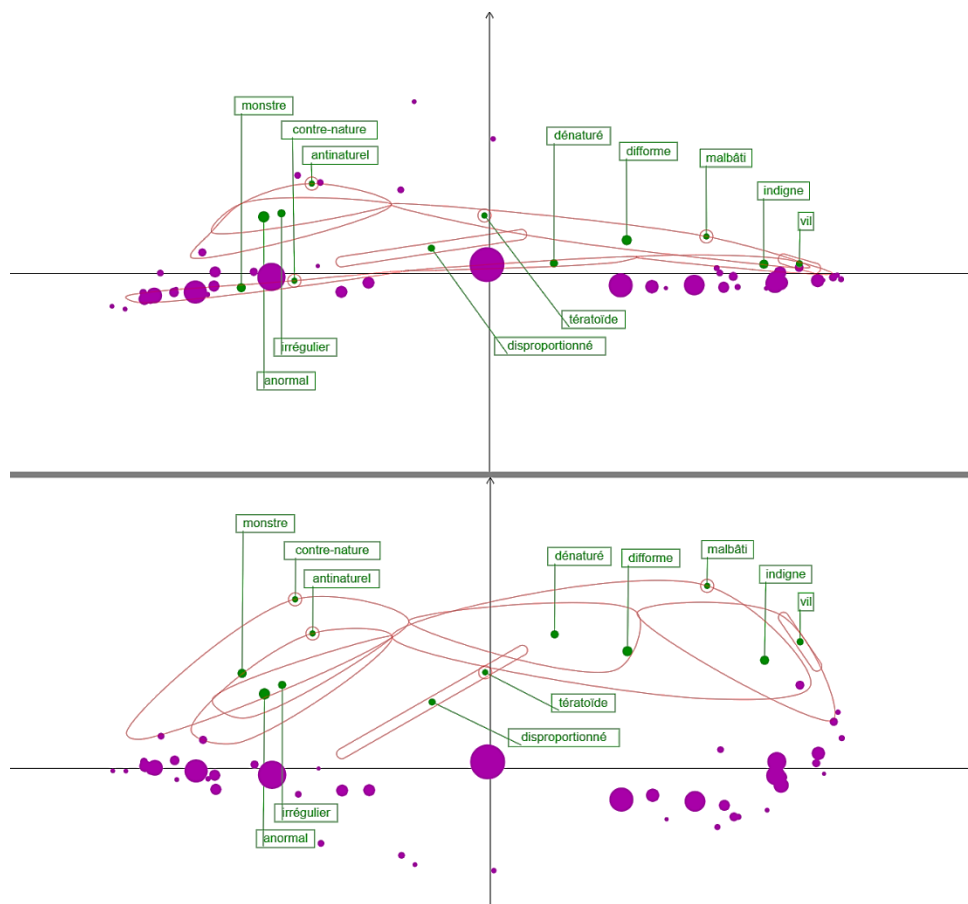 monstre
contre-nature
antinaturel
dénaturé
difforme
malbâti
indigne
vil
tératoïde
disproportionné
irrégulier
anormal
monstre
contre-nature
antinaturel
dénaturé
difforme
malbâti
indigne
vil
tératoïde
disproportionné
irrégulier
anormal